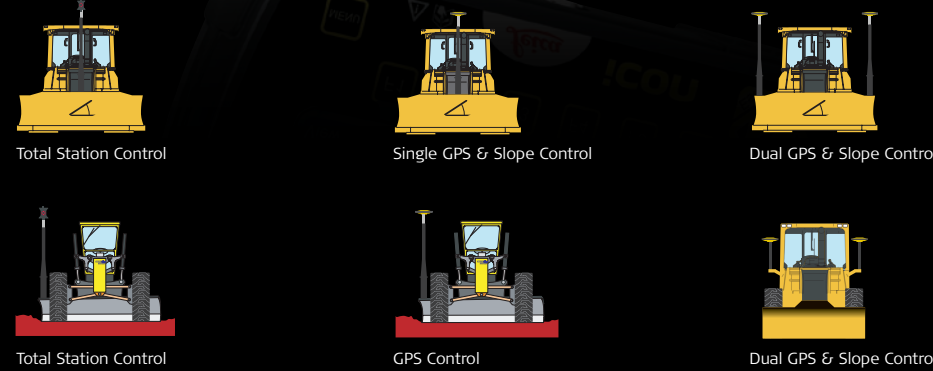 Total Station Control
Single GPS & Slope Control
Dual GPS & Slope Contro
Total Station Control
GPS Control
Dual GPS & Slope Contro